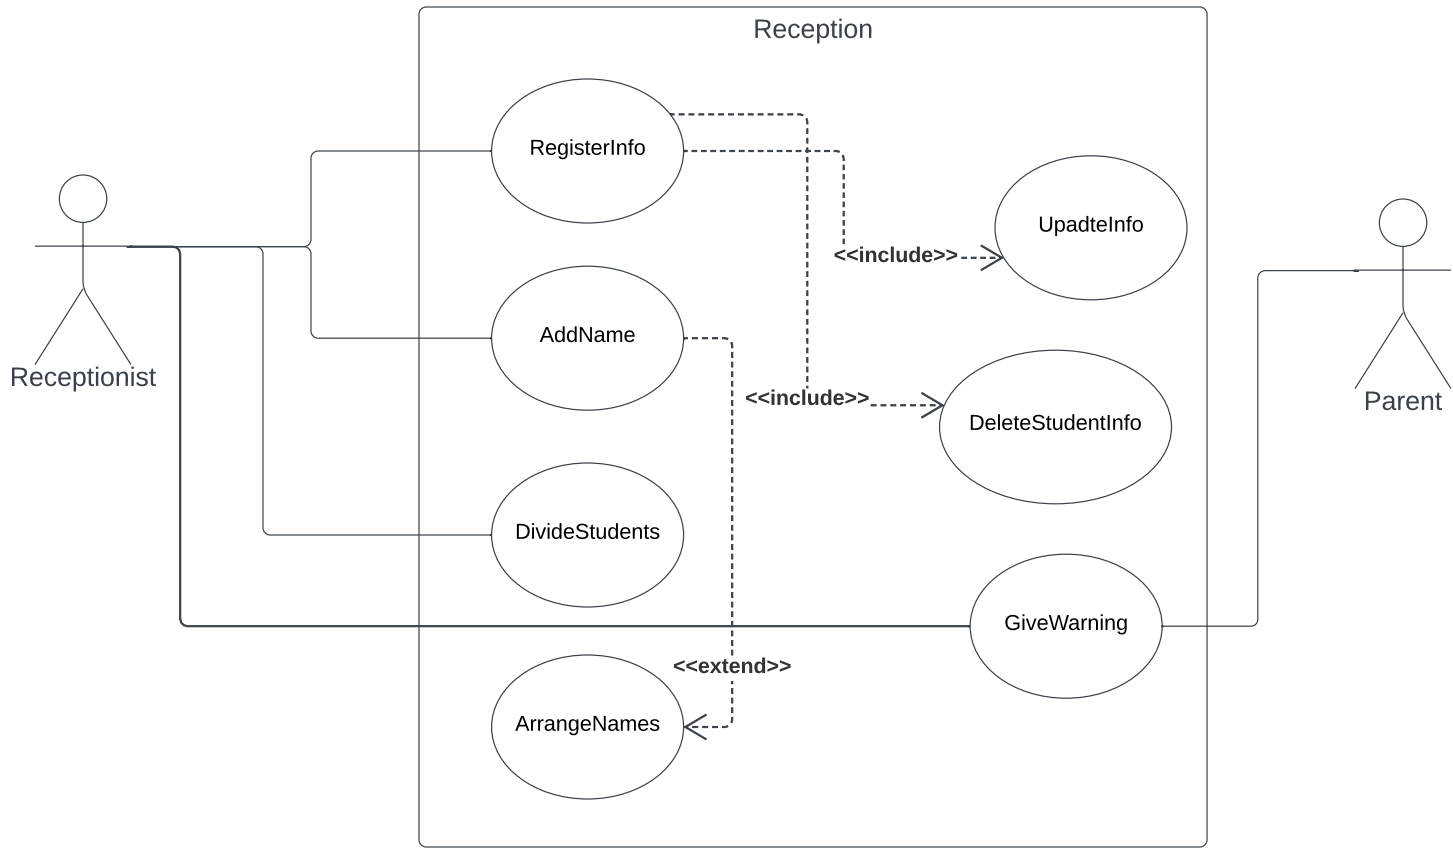 Reception
RegisterInfo
UpadteInfo
<<include>>
AddName
Receptionist
<<include>>
Parent
DeleteStudentInfo
DivideStudents
GiveWarning
<<extend>>
ArrangeNames